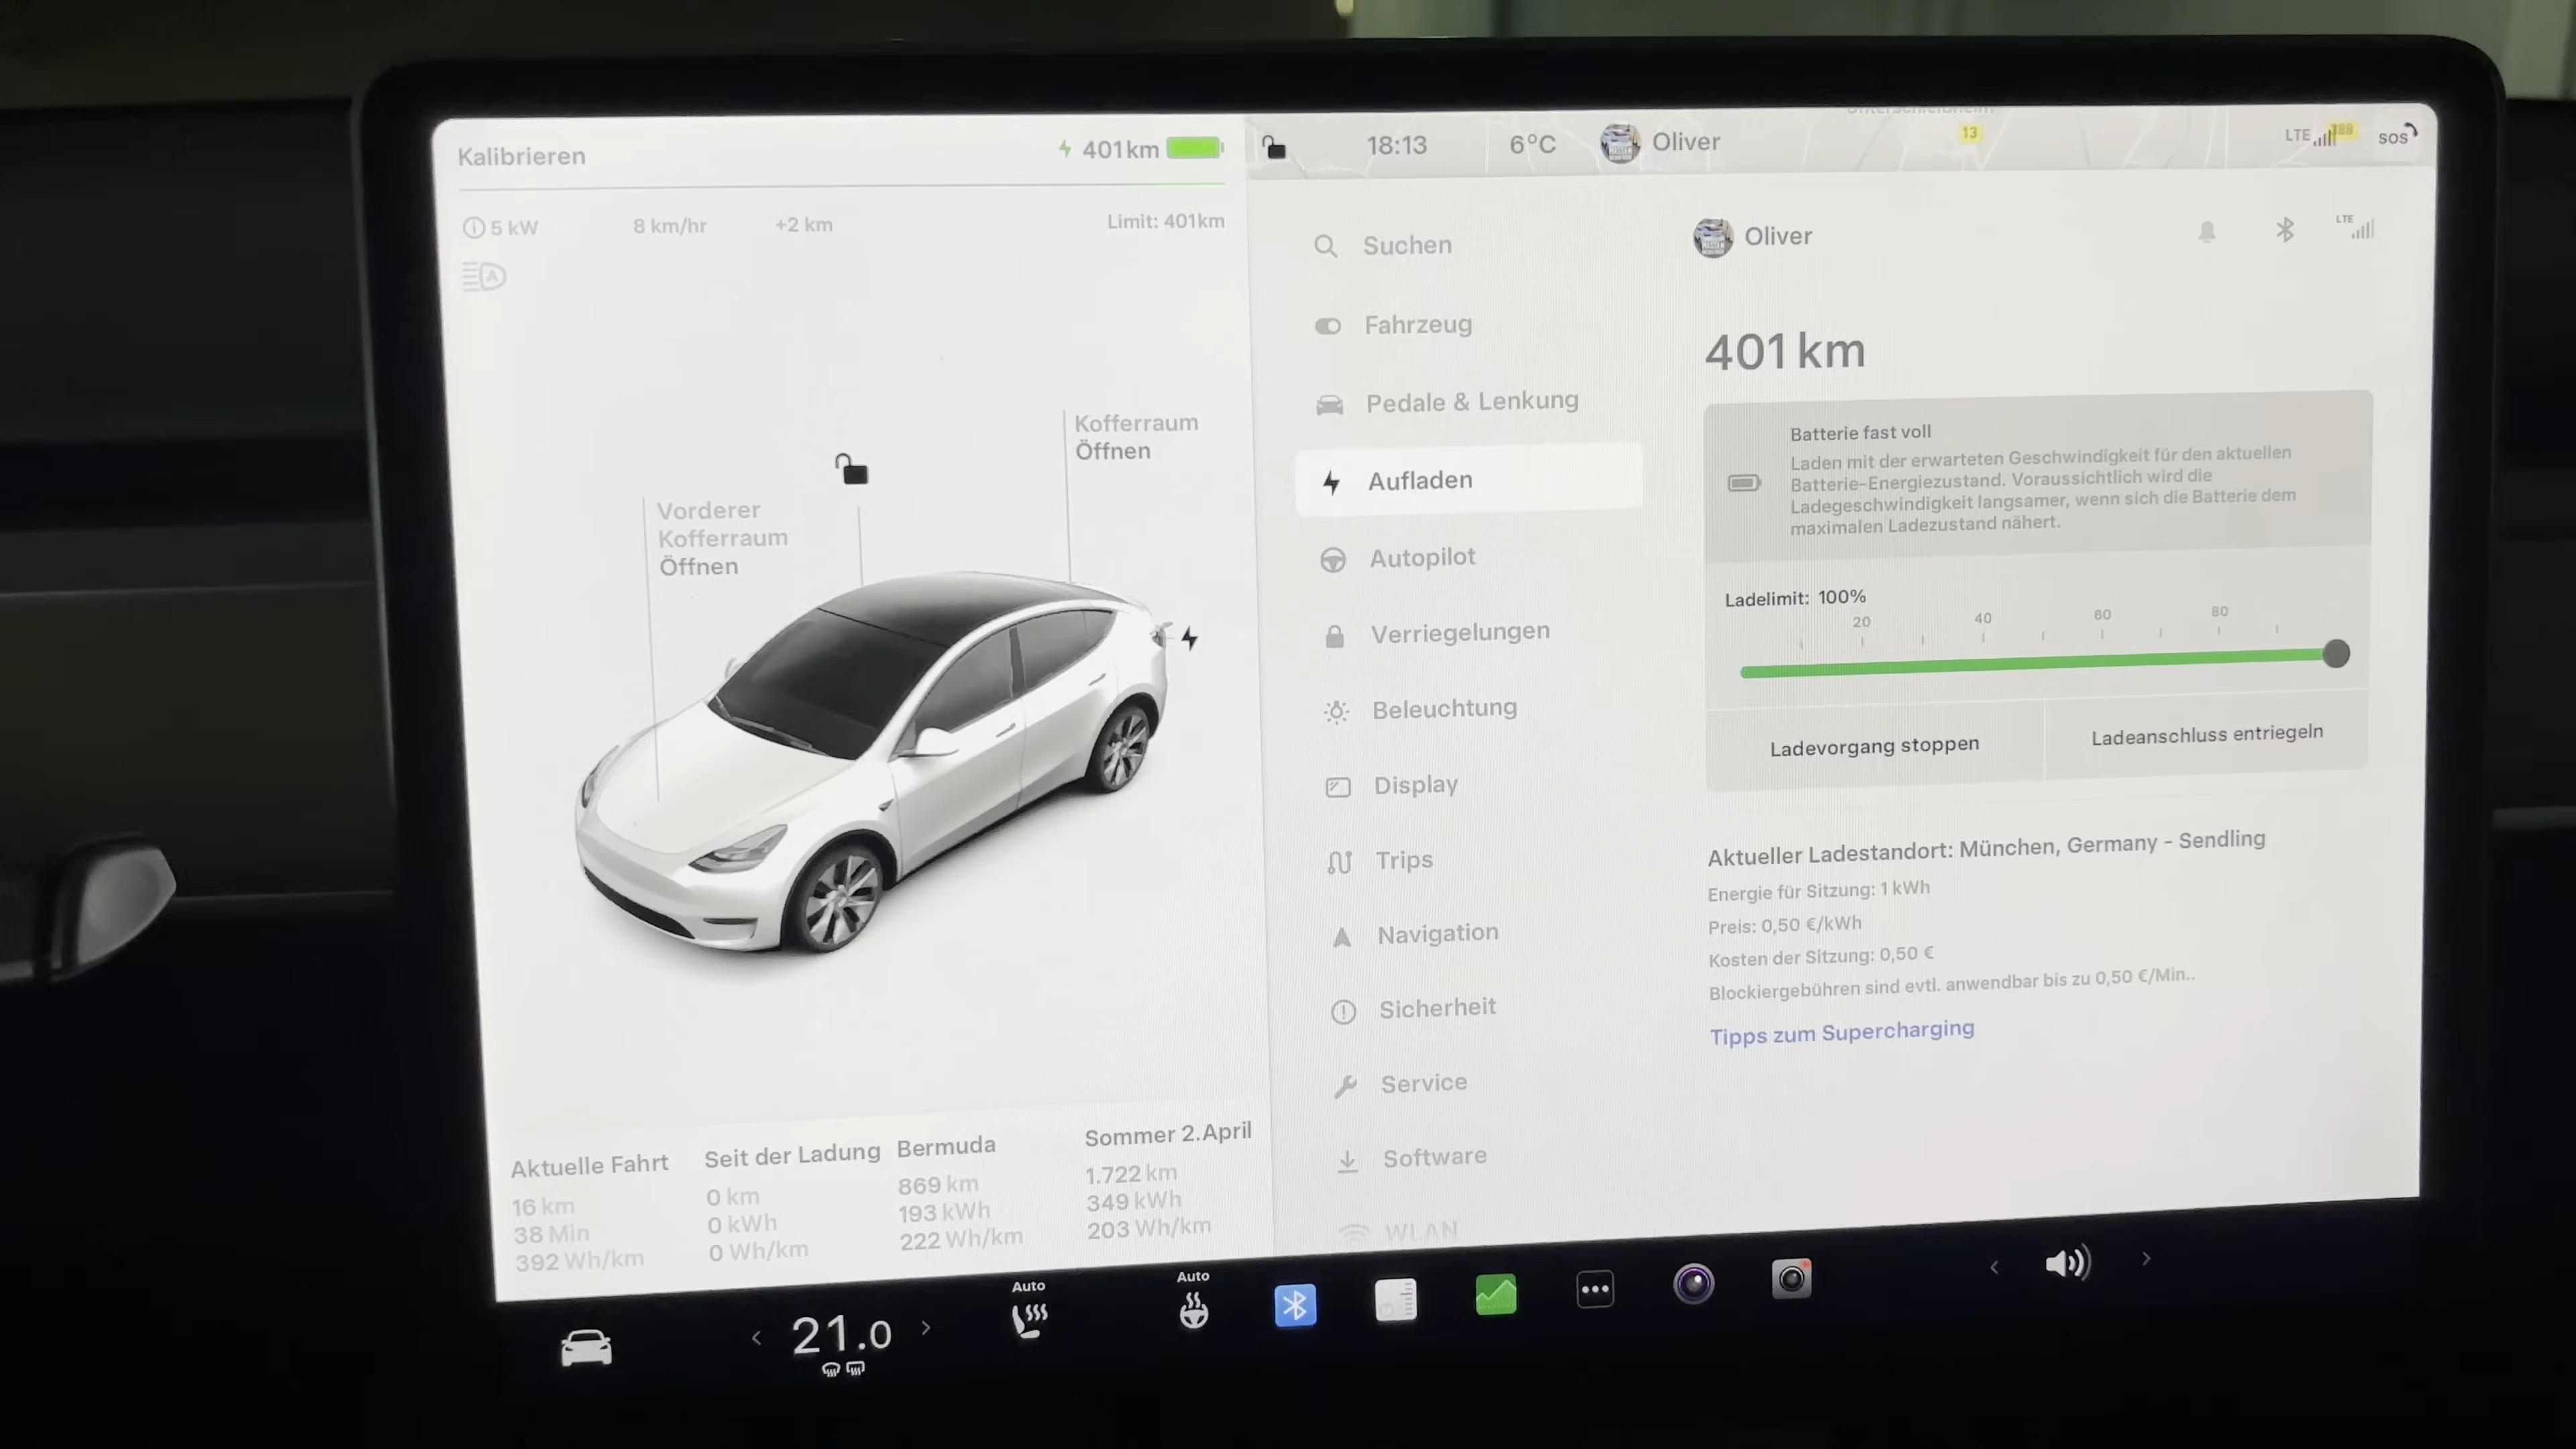 Kalibrieren
401 km
5 kW
8 km/hr
+2 km
Limit: 401km
A
Kofferraum
Öffnen
Vorderer
Kofferraum
Öffnen
Aktuelle Fahrt
16 km
38 Min
392 Wh/km
Seit der Ladung
0 km
0 kWh
0 Wh/km
Bermuda
869 km
193 kWh
222 Wh/km
Sommer 2.April
1.722 km
349 kWh
203 Wh/km
18:13
6°C
Oliver
13
LTE
388
SOS
Suchen
Fahrzeug
Pedale & Lenkung
Aufladen
Autopilot
Verriegelungen
Beleuchtung
Display
Trips
Navigation
Sicherheit
Service
Software
WLAN
Oliver
LTE
401 km
Batterie fast voll
Laden mit der erwarteten Geschwindigkeit für den aktuellen
Batterie-Energiezustand. Voraussichtlich wird die
Ladegeschwindigkeit langsamer, wenn sich die Batterie dem
maximalen Ladezustand nähert.
Ladelimit: 100%
20
40
60
80
Ladevorgang stoppen
Ladeanschluss entriegeln
Aktueller Ladestandort: München, Germany - Sendling
Energie für Sitzung: 1 kWh
Preis: 0,50 €/kWh
Kosten der Sitzung: 0,50 €
Blockiergebühren sind evtl. anwendbar bis zu 0,50 €/Min..
Tipps zum Supercharging
21.0
Auto
Auto